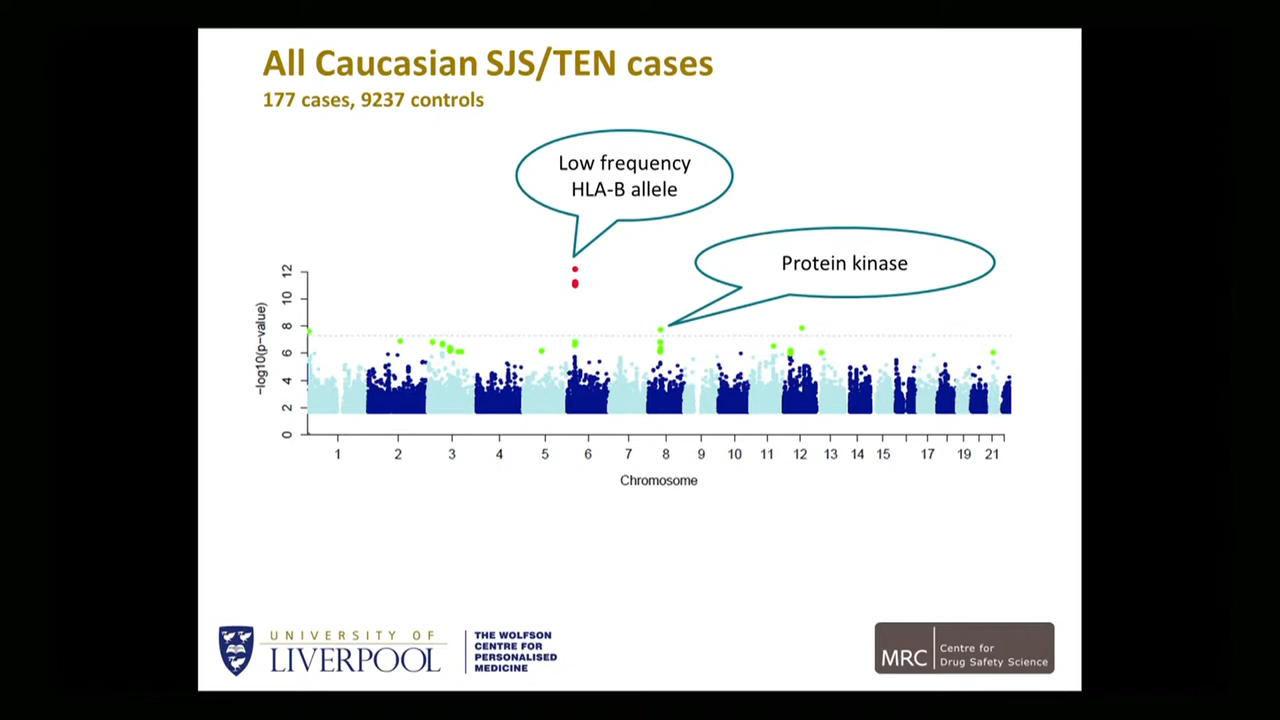 All Caucasian SJS/TEN cases
177 cases, 9237 controls
Low frequency
HLA-B allele
Protein kinase
−log10(p−value)
12
10
8
6
4
2
0
1 2 3 4 5 6 7 8 9 10 11 12 13 14 15 17 19 21
Chromosome
UNIVERSITY OF
LIVERPOOL
THE WOLFSON
CENTRE FOR
PERSONALISED
MEDICINE
MRC
Centre for
Drug Safety Science